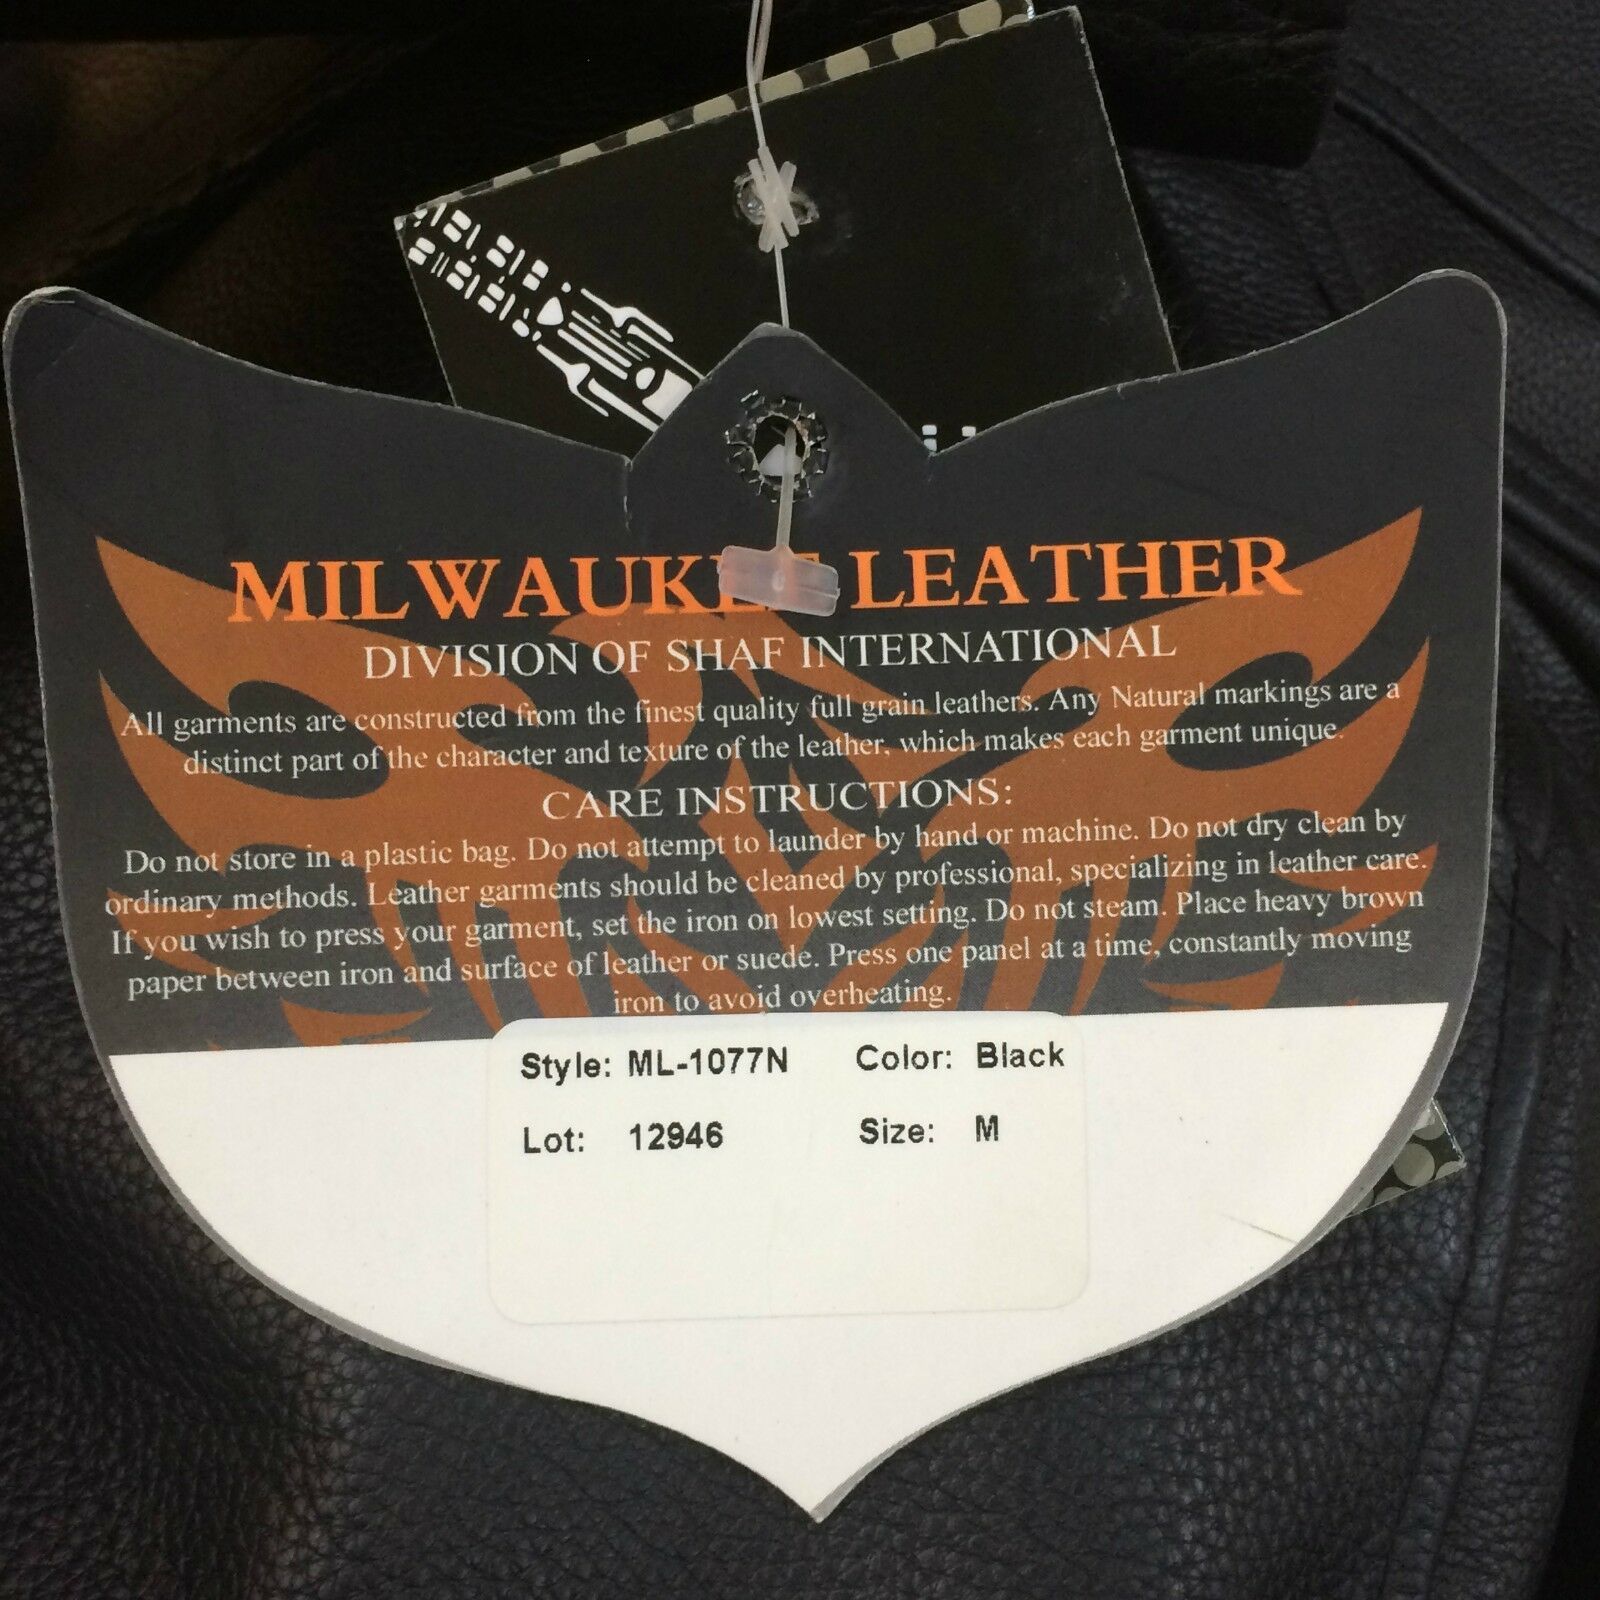 MILWAUKEE LEATHER
DIVISION OF SHAF INTERNATIONAL
All garments are constructed from the finest quality full grain leathers. Any Natural markings are a
distinct part of the character and texture of the leather, which makes each garment unique.
CARE INSTRUCTIONS:
Do not store in a plastic bag. Do not attempt to launder by hand or machine. Do not dry clean by
ordinary methods. Leather garments should be cleaned by professional, specializing in leather care.
If you wish to press your garment, set the iron on lowest setting. Do not steam. Place heavy brown
paper between iron and surface of leather or suede. Press one panel at a time, constantly moving
iron to avoid overheating.
Style: ML-1077N Color: Black
Lot: 12946 Size: M